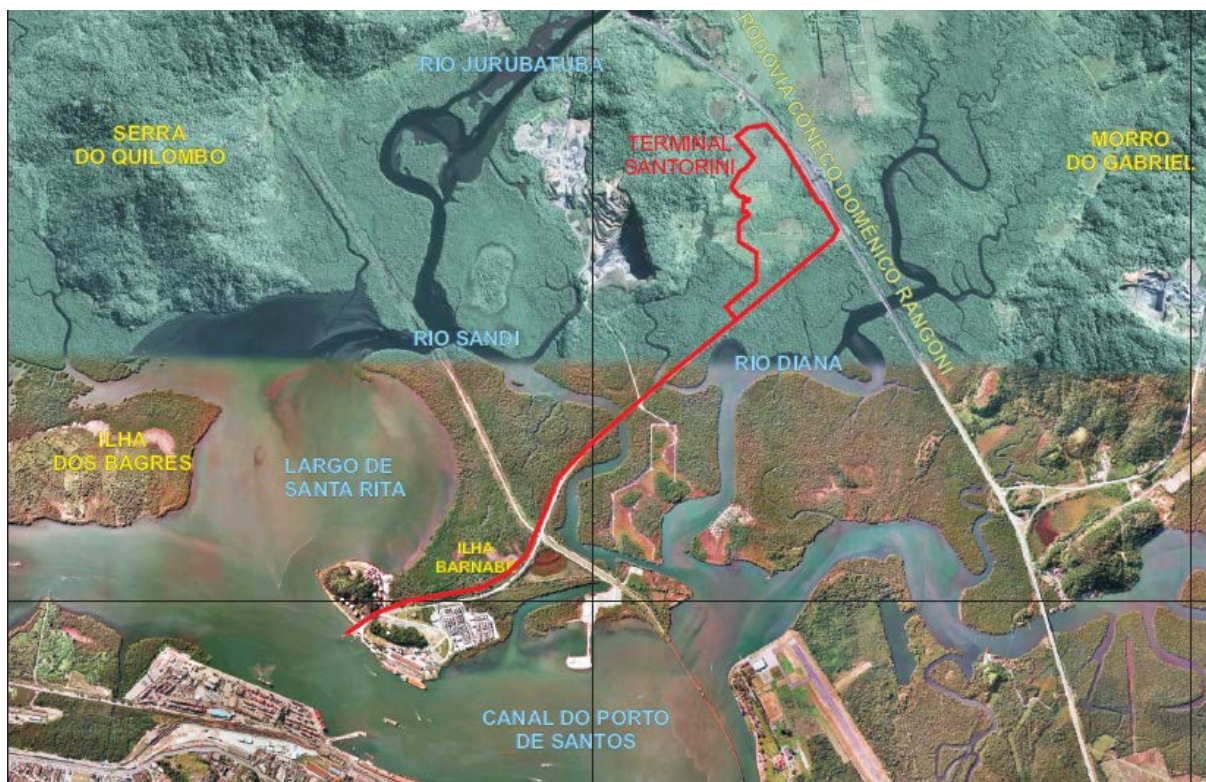 RIO JURUBATUBA
RODOVIA CÔNEGO DOMÊNICO RANGONI
SERRA
DO QUILOMBO
TERMINAL
SANTORINI
MORRO
DO GABRIEL
RIO SANDI
RIO DIANA
ILHA
DOS BAGRES
LARGO DE
SANTA RITA
ILHA
BARNABÉ
CANAL DO PORTO
DE SANTOS